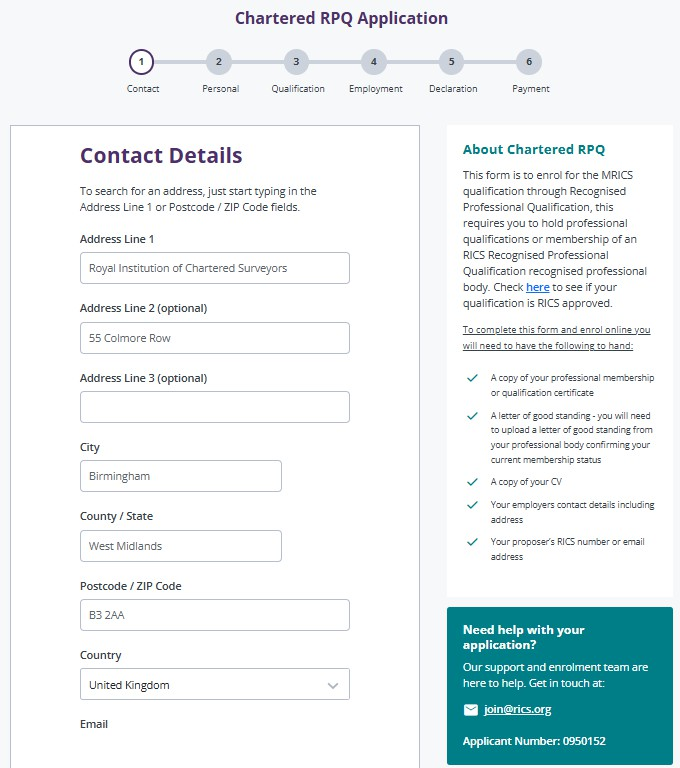 Chartered RPQ Application
1 2 3 4 5 6
Contact Personal Qualification Employment Declaration Payment
Contact Details
To search for an address, just start typing in the
Address Line 1 or Postcode / ZIP Code fields.
Address Line 1
Royal Institution of Chartered Surveyors
Address Line 2 (optional)
55 Colmore Row
Address Line 3 (optional)
City
Birmingham
County / State
West Midlands
Postcode / ZIP Code
B3 2AA
Country
United Kingdom
Email
About Chartered RPQ
This form is to enrol for the MRICS
qualification through Recognised
Professional Qualification, this
requires you to hold professional
qualifications or membership of an
RICS Recognised Professional
Qualification recognised professional
body. Check here to see if your
qualification is RICS approved.
To complete this form and enrol online you
will need to have the following to hand:
A copy of your professional membership
or qualification certificate
A letter of good standing - you will need
to upload a letter of good standing from
your professional body confirming your
current membership status
A copy of your CV
Your employers contact details including
address
Your proposer's RICS number or email
address
Need help with your
application?
Our support and enrolment team are
here to help. Get in touch at:
join@rics.org
Applicant Number: 0950152